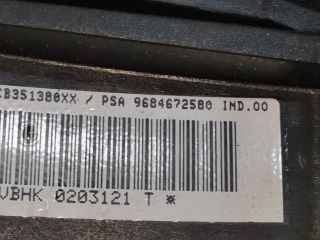 CB351380XX / PSA 9684672580 IND.00
VBHK 0203121 T ✳